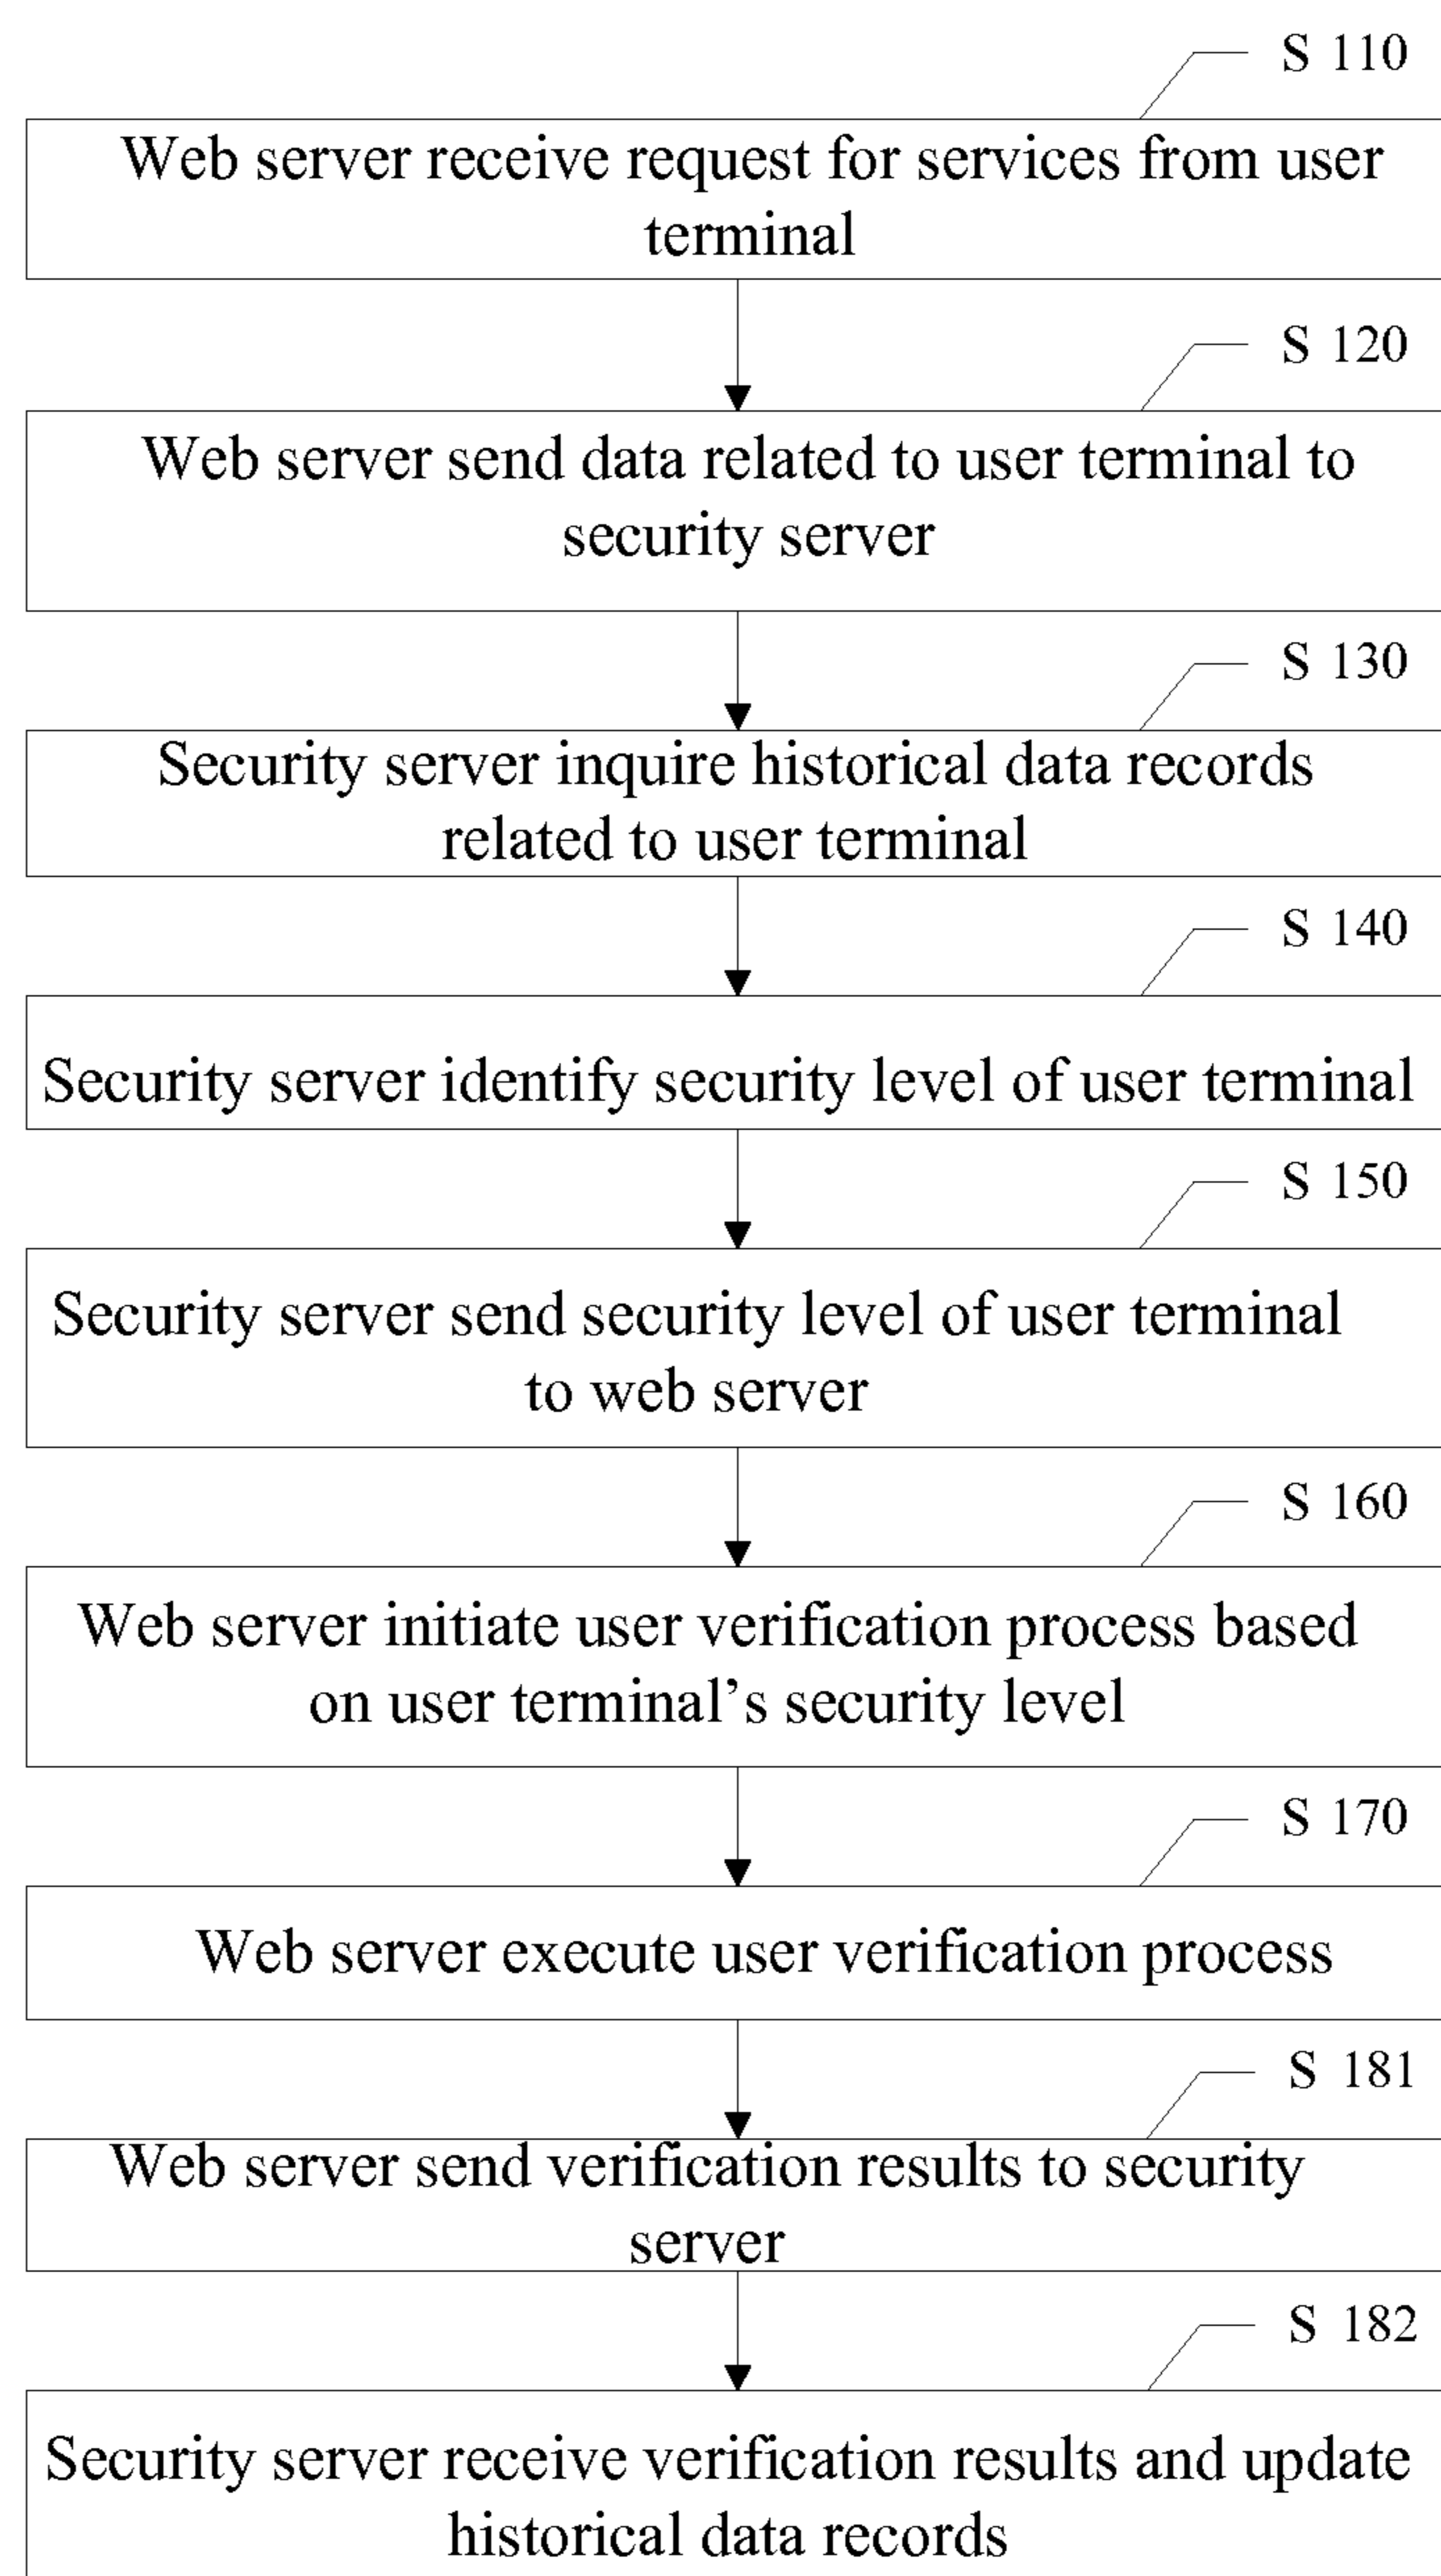 S 110
Web server receive request for services from user
terminal
S 120
Web server send data related to user terminal to
security server
S 130
Security server inquire historical data records
related to user terminal
S 140
Security server identify security level of user terminal
S 150
Security server send security level of user terminal
to web server
S 160
Web server initiate user verification process based
on user terminal’s security level
S 170
Web server execute user verification process
S 181
Web server send verification results to security
server
S 182
Security server receive verification results and update
historical data records